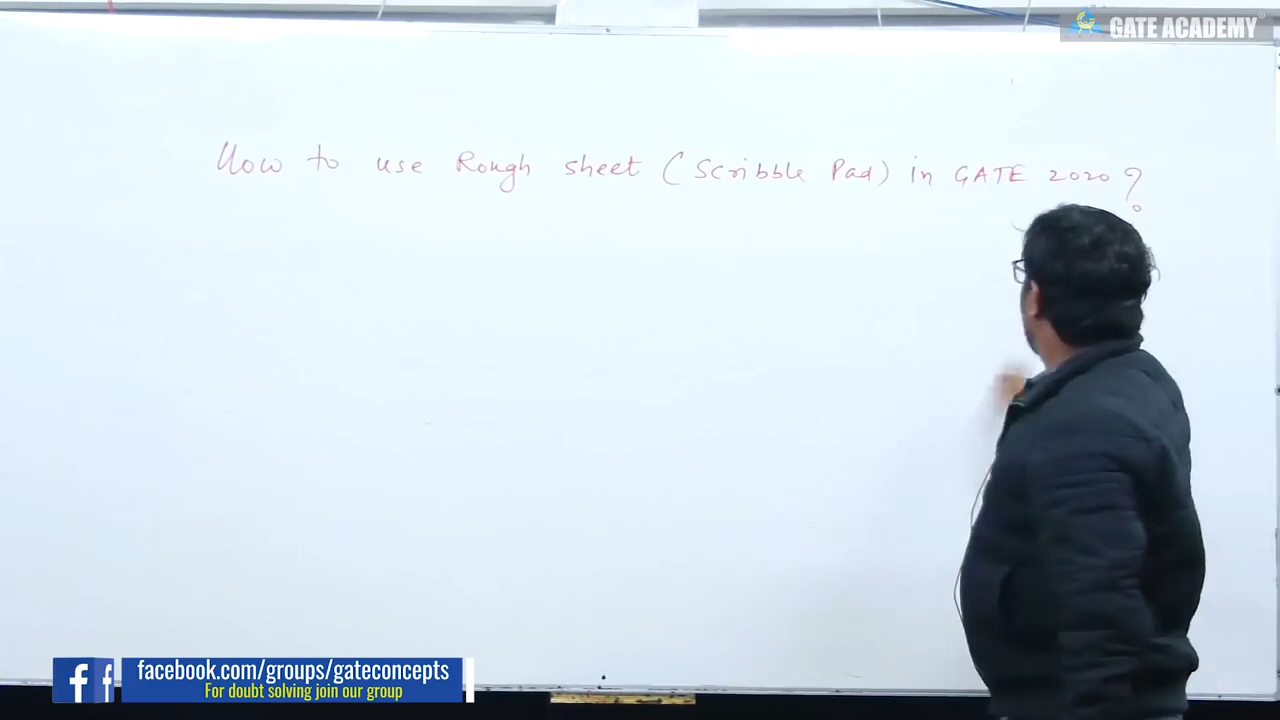 GATE ACADEMY®
How to use Rough sheet (Scribble Pad) in GATE 2020?
facebook.com/groups/gateconcepts
For doubt solving join our group